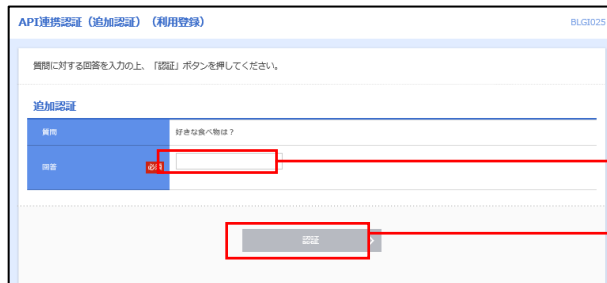 API連携認証（追加認証）（利用登録）
BLGI025
質問に対する回答を入力の上、「認証」ボタンを押してください。
追加認証
質問
好きな食べ物は？
回答
必須
認証